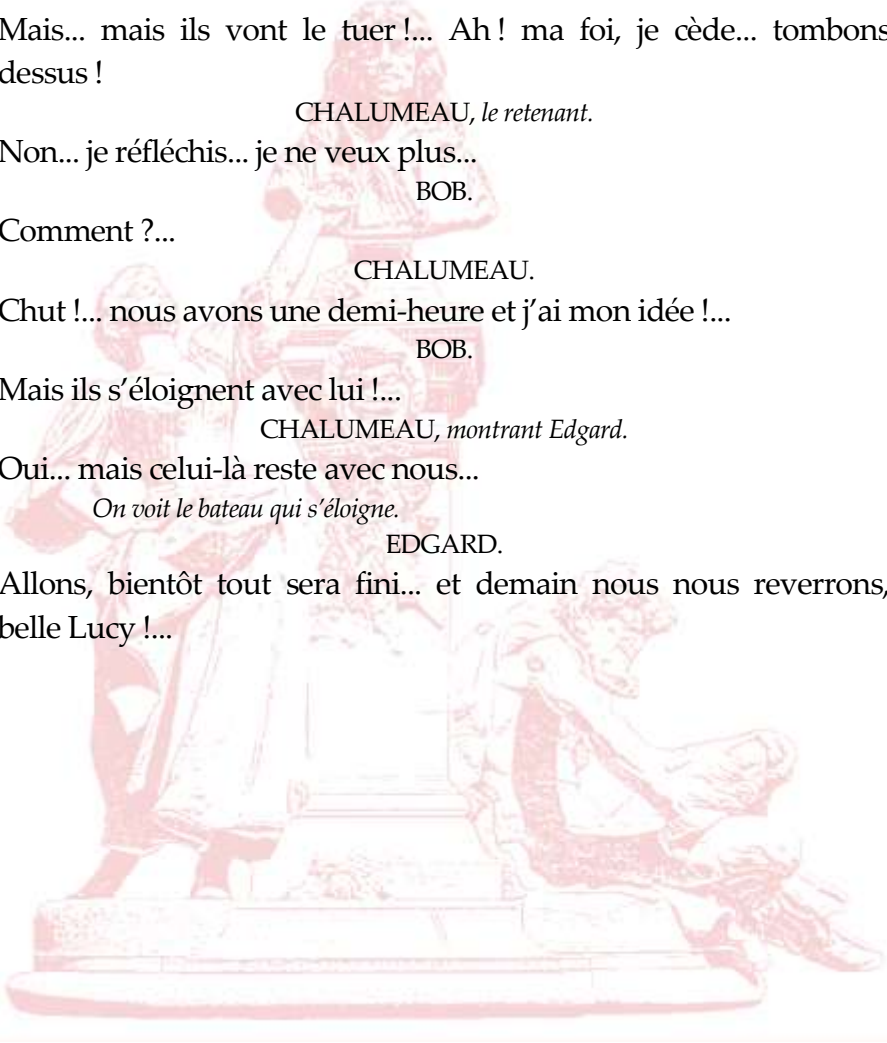 Mais... mais ils vont le tuer !... Ah ! ma foi, je cède... tombons
dessus !
CHALUMEAU, le retenant.
Non... je réfléchis... je ne veux plus...
BOB.
Comment ?...
CHALUMEAU.
Chut !... nous avons une demi-heure et j’ai mon idée !...
BOB.
Mais ils s’éloignent avec lui !...
CHALUMEAU, montrant Edgard.
Oui... mais celui-là reste avec nous...
On voit le bateau qui s’éloigne.
EDGARD.
Allons, bientôt tout sera fini... et demain nous nous reverrons,
belle Lucy !...